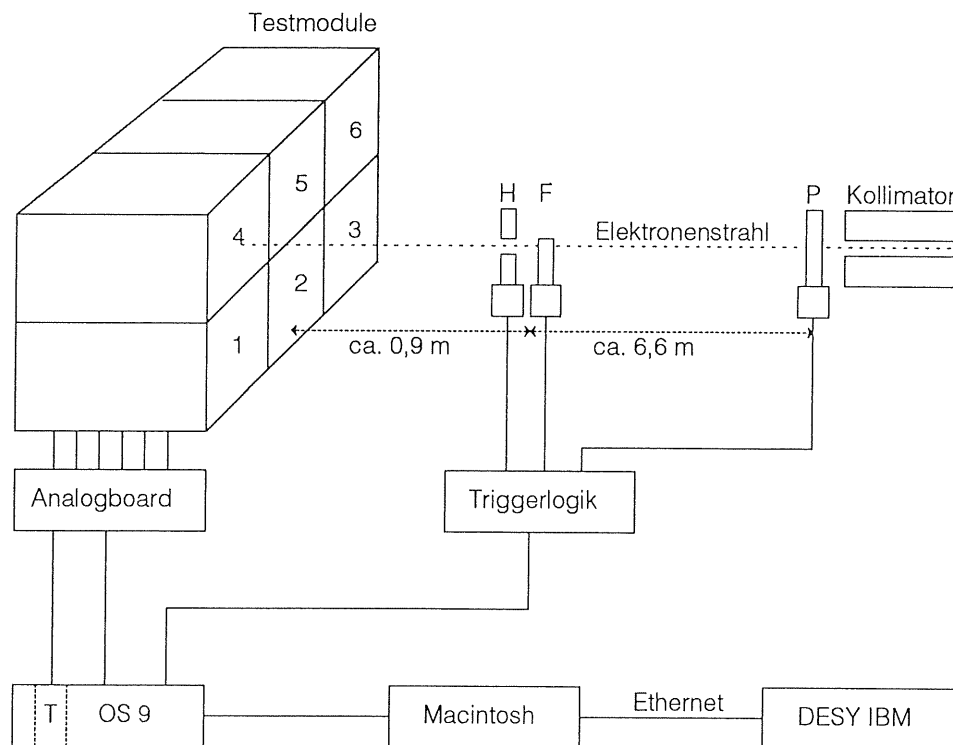 Testmodule
6
5
4
3
2
1
H
F
P
Kollimator
Elektronenstrahl
ca. 0,9 m
ca. 6,6 m
Analogboard
Triggerlogik
T
OS 9
Macintosh
Ethernet
DESY IBM